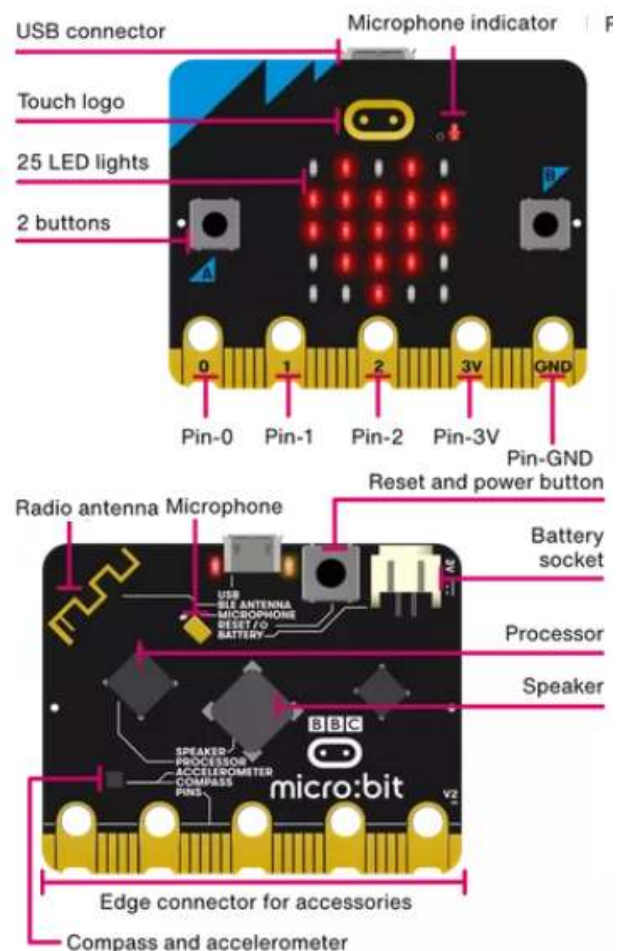 USB connector
Microphone indicator
Touch logo
25 LED lights
2 buttons
A
B
0 1 2 3V GND
Pin-0 Pin-1 Pin-2 Pin-3V
Pin-GND
Reset and power button
Radio antenna Microphone
Battery
socket
3V
USB
BLE ANTENNA
MICROPHONE
RESET /
BATTERY
Processor
Speaker
BBC
SPEAKER
PROCESSOR
ACCELEROMETER
COMPASS
PINS
micro:bit
V2
Edge connector for accessories
Compass and accelerometer